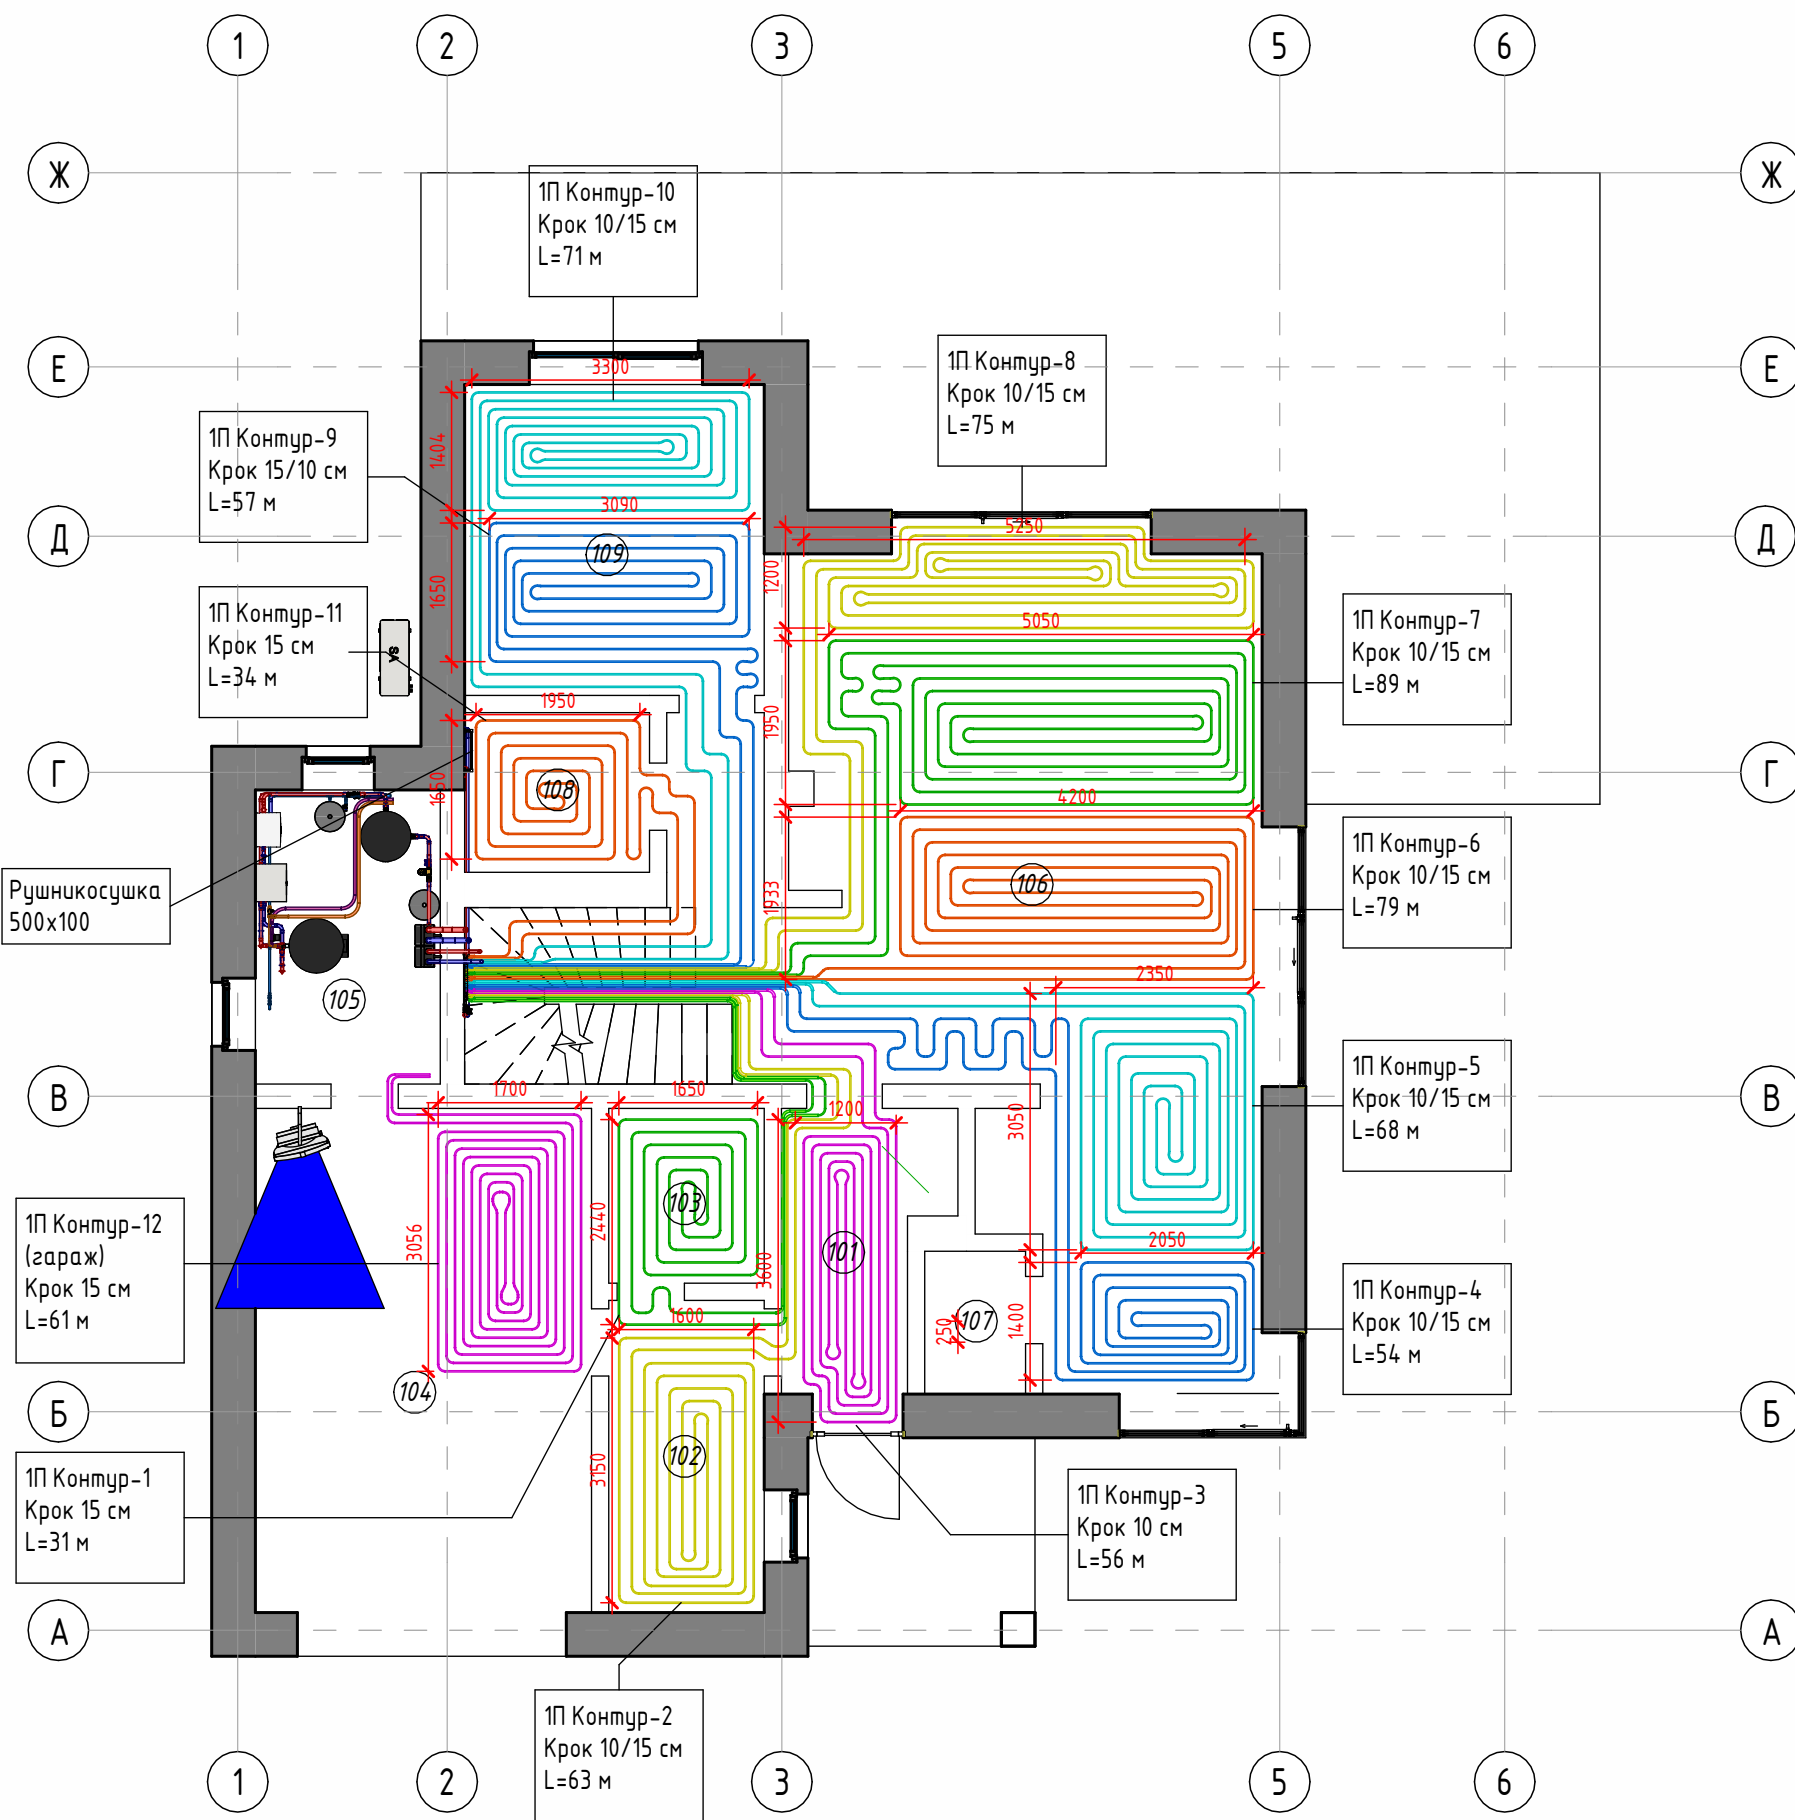 1
2
3
5
6
Ж
Ж
1П Контур-10
Крок 10/15 см
L=71 м
Е
Е
3300
1П Контур-8
Крок 10/15 см
L=75 м
1П Контур-9
Крок 15/10 см
L=57 м
1404
3090
Д
Д
109
5250
1200
1650
1П Контур-11
Крок 15 см
L=34 м
SA
5050
1П Контур-7
Крок 10/15 см
L=89 м
1950
1950
Г
Г
1650
108
4200
1П Контур-6
Крок 10/15 см
L=79 м
Рушникосушка
500х100
106
1933
2350
105
1П Контур-5
Крок 10/15 см
L=68 м
В
В
1700
1650
1200
3050
1П Контур-12
(гараж)
Крок 15 см
L=61 м
3056
2440
103
101
3600
2050
1П Контур-4
Крок 10/15 см
L=54 м
1600
250
107
1400
104
Б
Б
1П Контур-1
Крок 15 см
L=31 м
3150
102
1П Контур-3
Крок 10 см
L=56 м
А
А
1П Контур-2
Крок 10/15 см
L=63 м
1
2
3
5
6